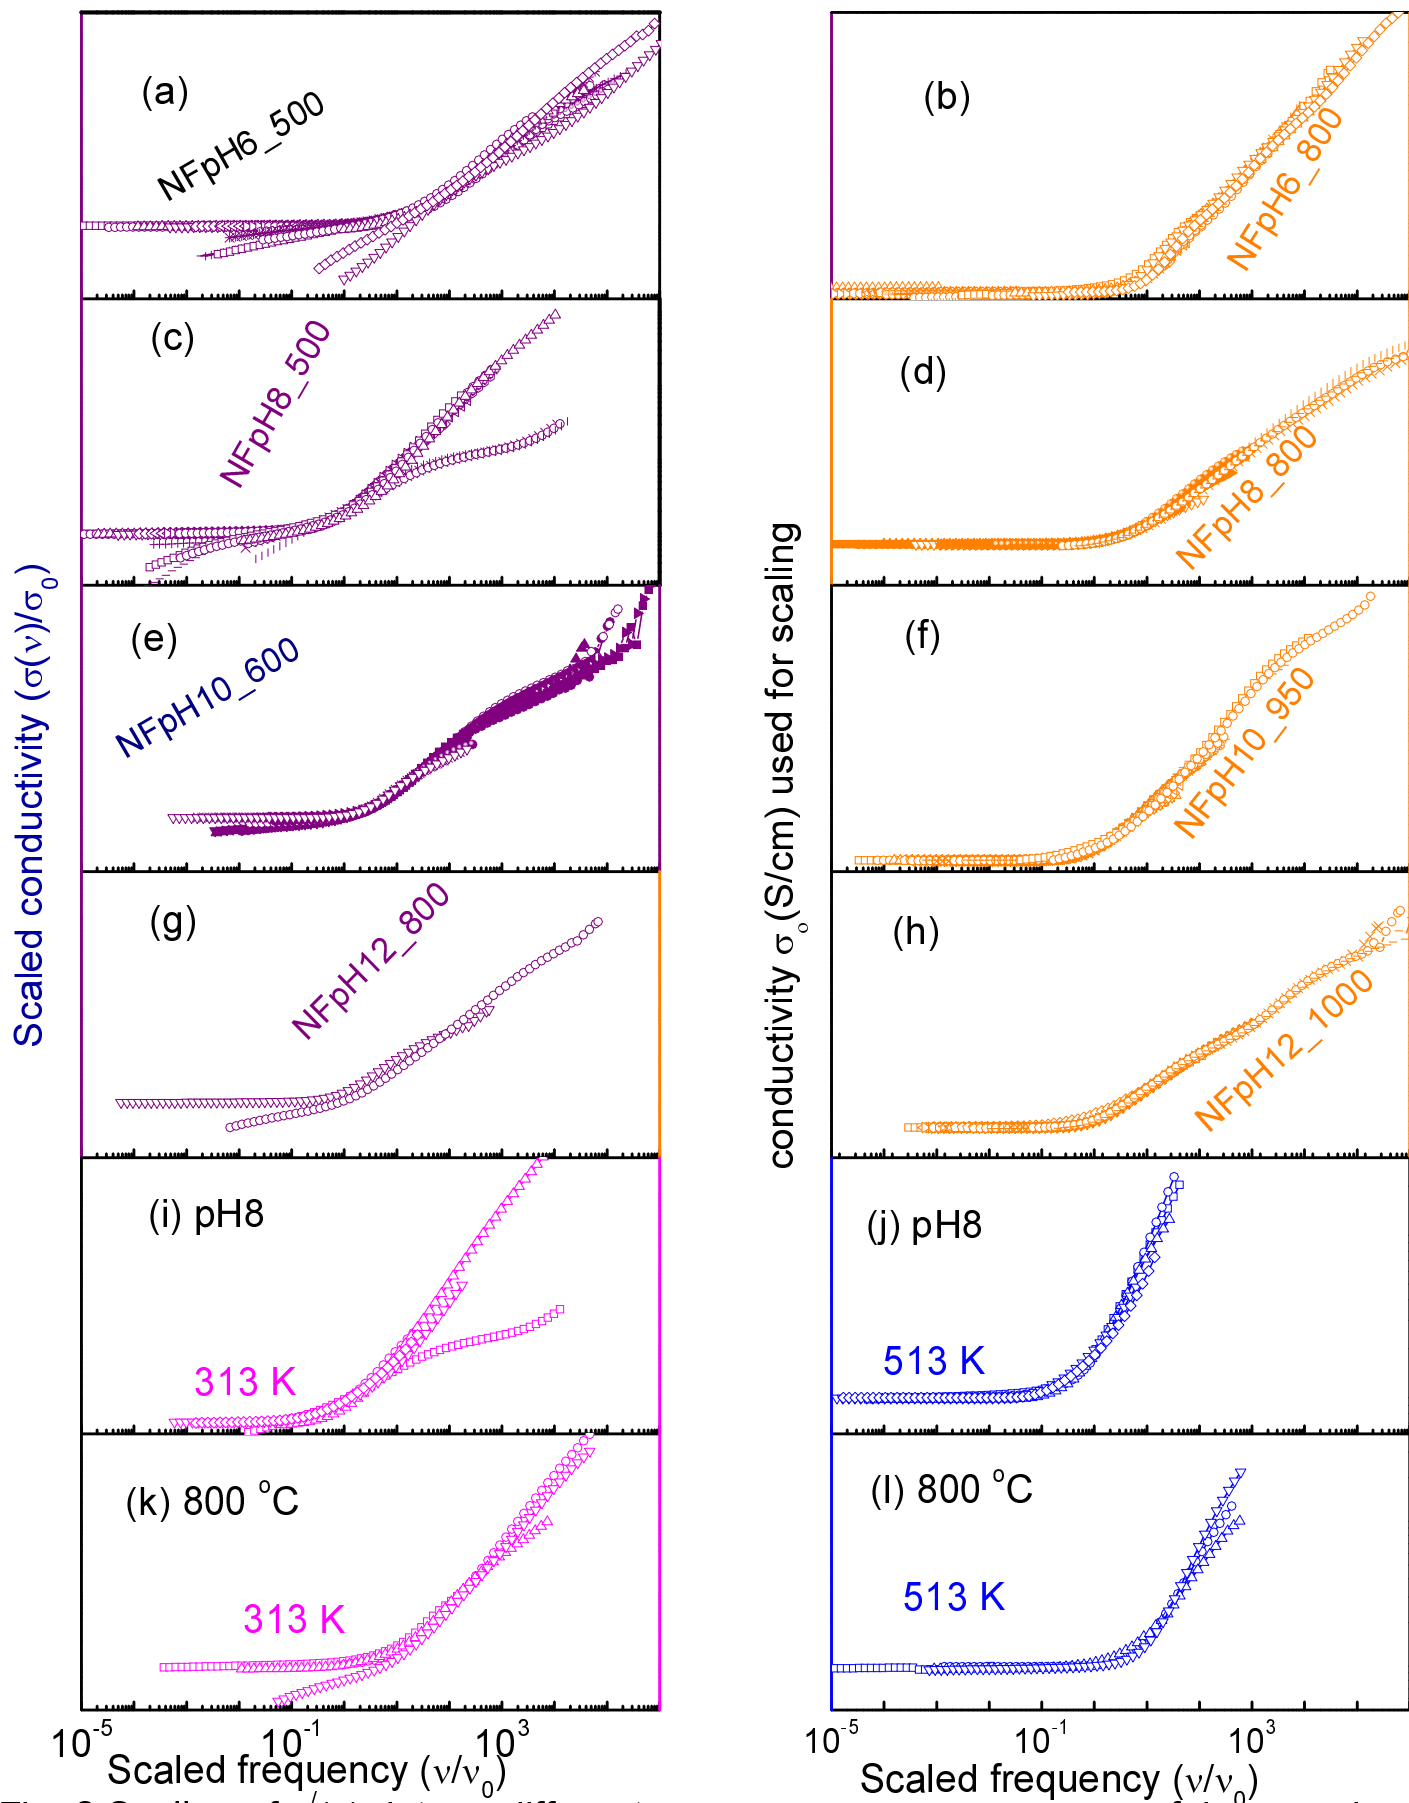 (a)
NFpH6_500
(b)
NFpH6_800
(c)
NFpH8_500
(d)
NFpH8_800
(e)
NFpH10_600
(f)
NFpH10_950
(g)
NFpH12_800
(h)
NFpH12_1000
(i) pH8
313 K
(j) pH8
513 K
(k) 800 °C
313 K
(l) 800 °C
513 K
Scaled conductivity (σ(ν)/σ0)
conductivity σo(S/cm) used for scaling
10-5 10-1 103
Scaled frequency (ν/ν0)
10-5 10-1 103
Scaled frequency (ν/ν0)